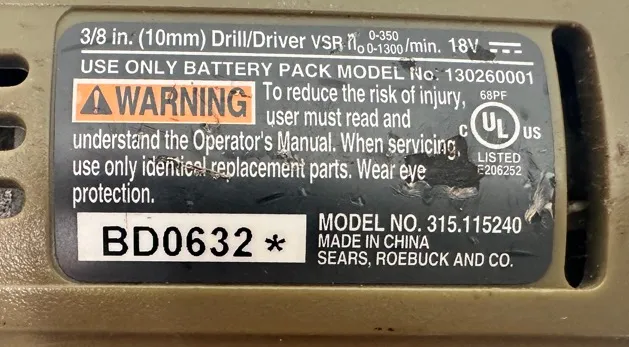 3/8 in. (10mm) Drill/Driver VSR n₀ 0-350 0-1300/min. 18V
USE ONLY BATTERY PACK MODEL No. 130260001
WARNING To reduce the risk of injury,
user must read and
understand the Operator's Manual. When servicing,
use only identical replacement parts. Wear eye
protection.
68PF
C UL US
LISTED
E206252
BD0632 *
MODEL NO. 315.115240
MADE IN CHINA
SEARS, ROEBUCK AND CO.